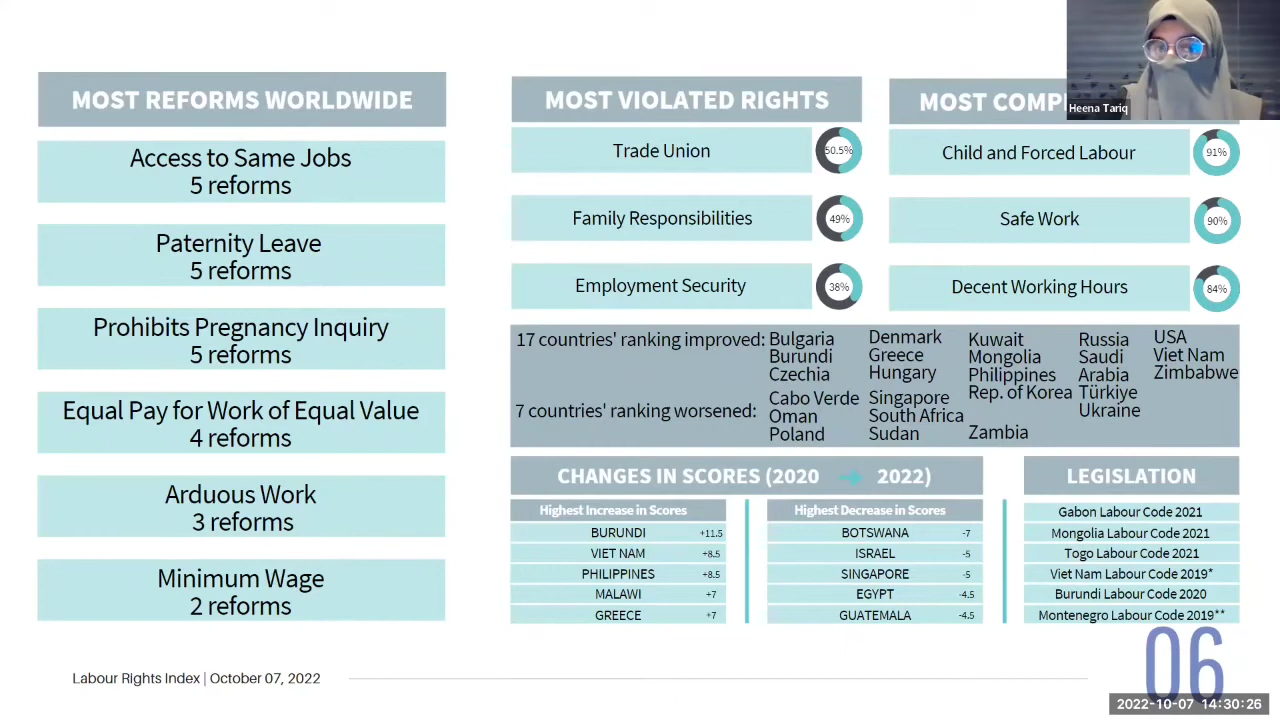 MOST REFORMS WORLDWIDE
Access to Same Jobs
5 reforms
Paternity Leave
5 reforms
Prohibits Pregnancy Inquiry
5 reforms
Equal Pay for Work of Equal Value
4 reforms
Arduous Work
3 reforms
Minimum Wage
2 reforms
MOST VIOLATED RIGHTS
Trade Union
50.5%
Family Responsibilities
49%
Employment Security
38%
MOST COMP
Heena Tariq
Child and Forced Labour
91%
Safe Work
90%
Decent Working Hours
84%
17 countries' ranking improved:
Bulgaria
Burundi
Czechia
Denmark
Greece
Hungary
Kuwait
Mongolia
Philippines
Rep. of Korea
Russia
Saudi
Arabia
Türkiye
Ukraine
USA
Viet Nam
Zimbabwe
7 countries' ranking worsened:
Cabo Verde
Oman
Poland
Singapore
South Africa
Sudan
Zambia
CHANGES IN SCORES (2020 → 2022)
Highest Increase in Scores
BURUNDI +11.5
VIET NAM +8.5
PHILIPPINES +8.5
MALAWI +7
GREECE +7
Highest Decrease in Scores
BOTSWANA -7
ISRAEL -5
SINGAPORE -5
EGYPT -4.5
GUATEMALA -4.5
LEGISLATION
Gabon Labour Code 2021
Mongolia Labour Code 2021
Togo Labour Code 2021
Viet Nam Labour Code 2019*
Burundi Labour Code 2020
Montenegro Labour Code 2019**
Labour Rights Index | October 07, 2022
06
2022-10-07 14:30:26